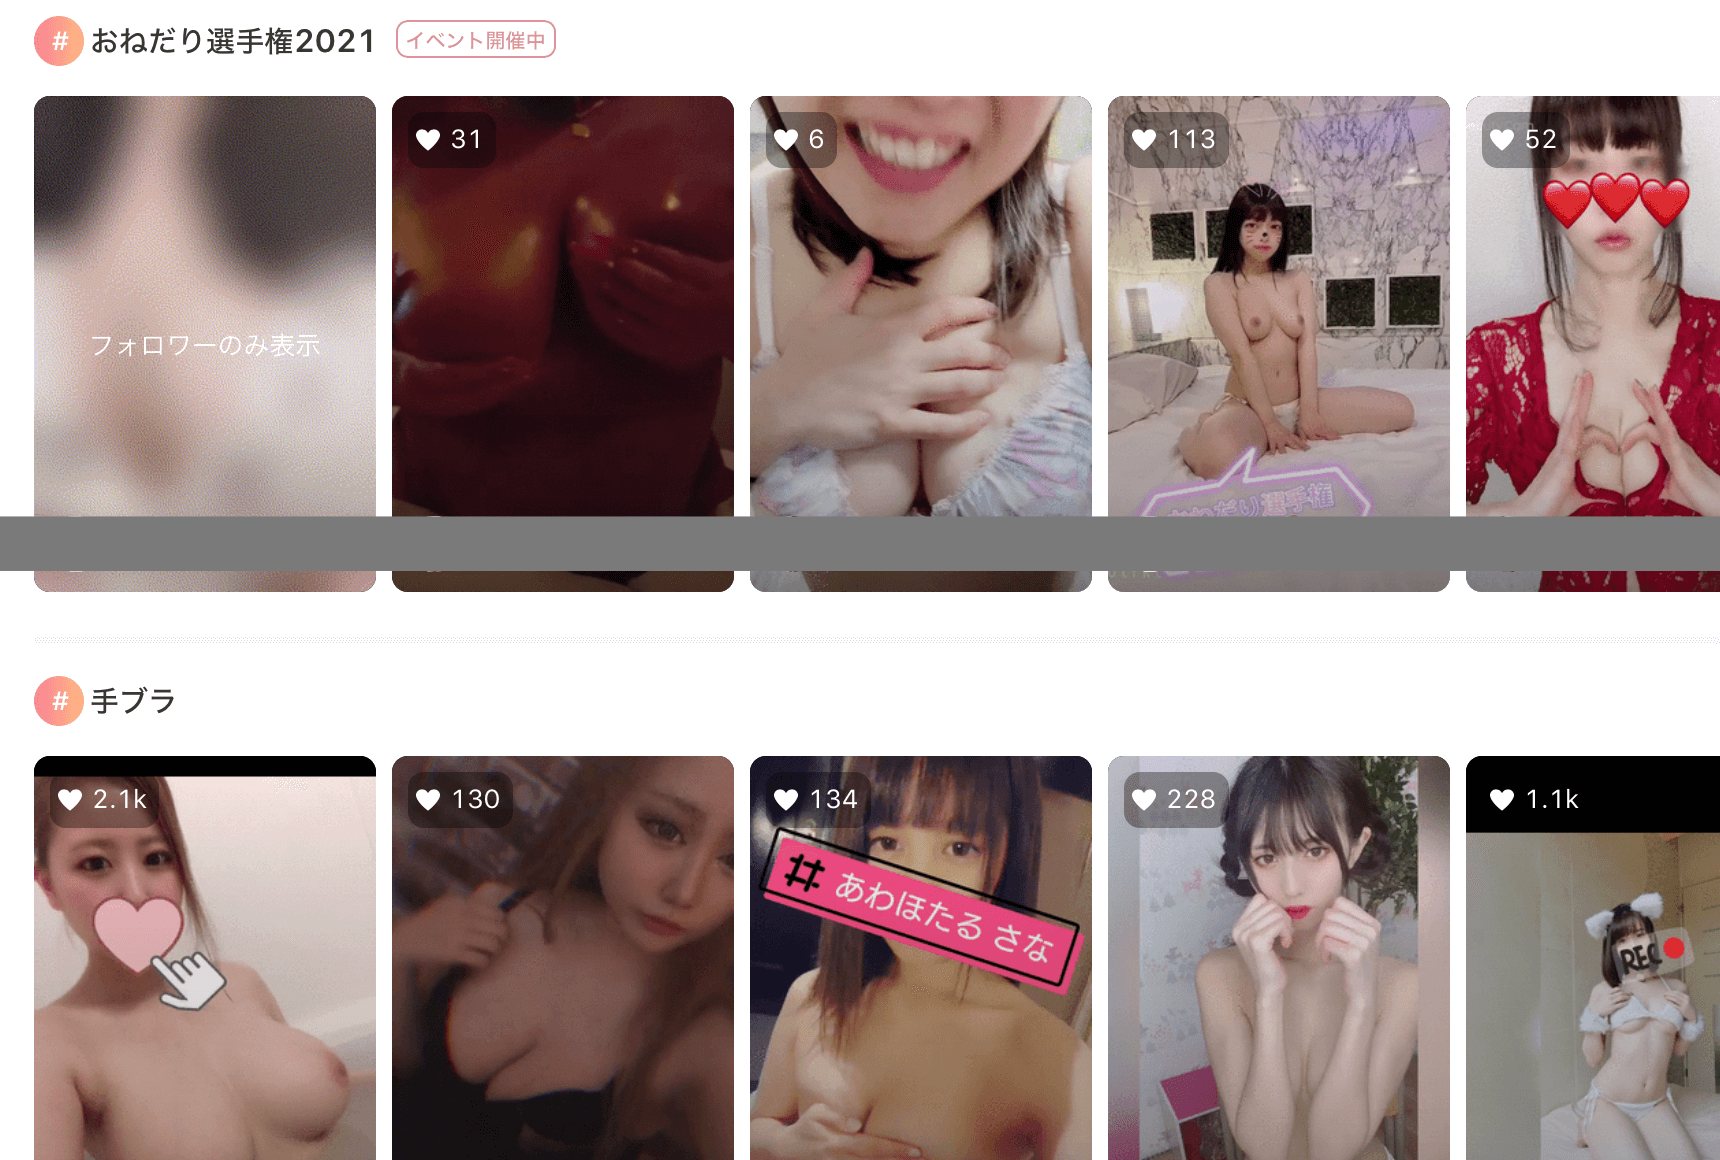 # おねだり選手権2021 イベント開催中
フォロワーのみ表示
31
6
113
52
おねだり選手権
# 手ブラ
2.1k
130
134
228
1.1k
# あわほたる さな
REC